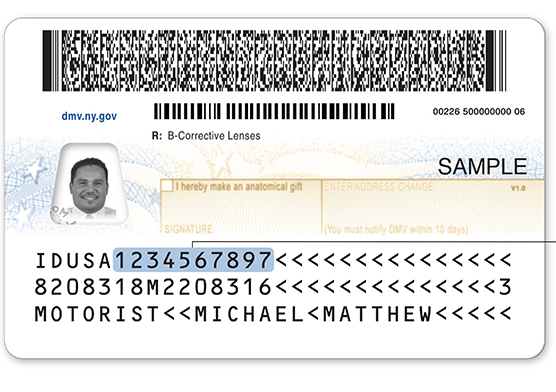 dmv.ny.gov
00226 500000000 06
R: B-Corrective Lenses
SAMPLE
I hereby make an anatomical gift
ENTER ADDRESS CHANGE
V1.0
SIGNATURE
(You must notify DMV within 10 days)
IDUSA1234567897<<<<<<<<<<<<<<<
8208318M2208316<<<<<<<<<<<<<<3
MOTORIST<<MICHAEL<MATTHEW<<<<<